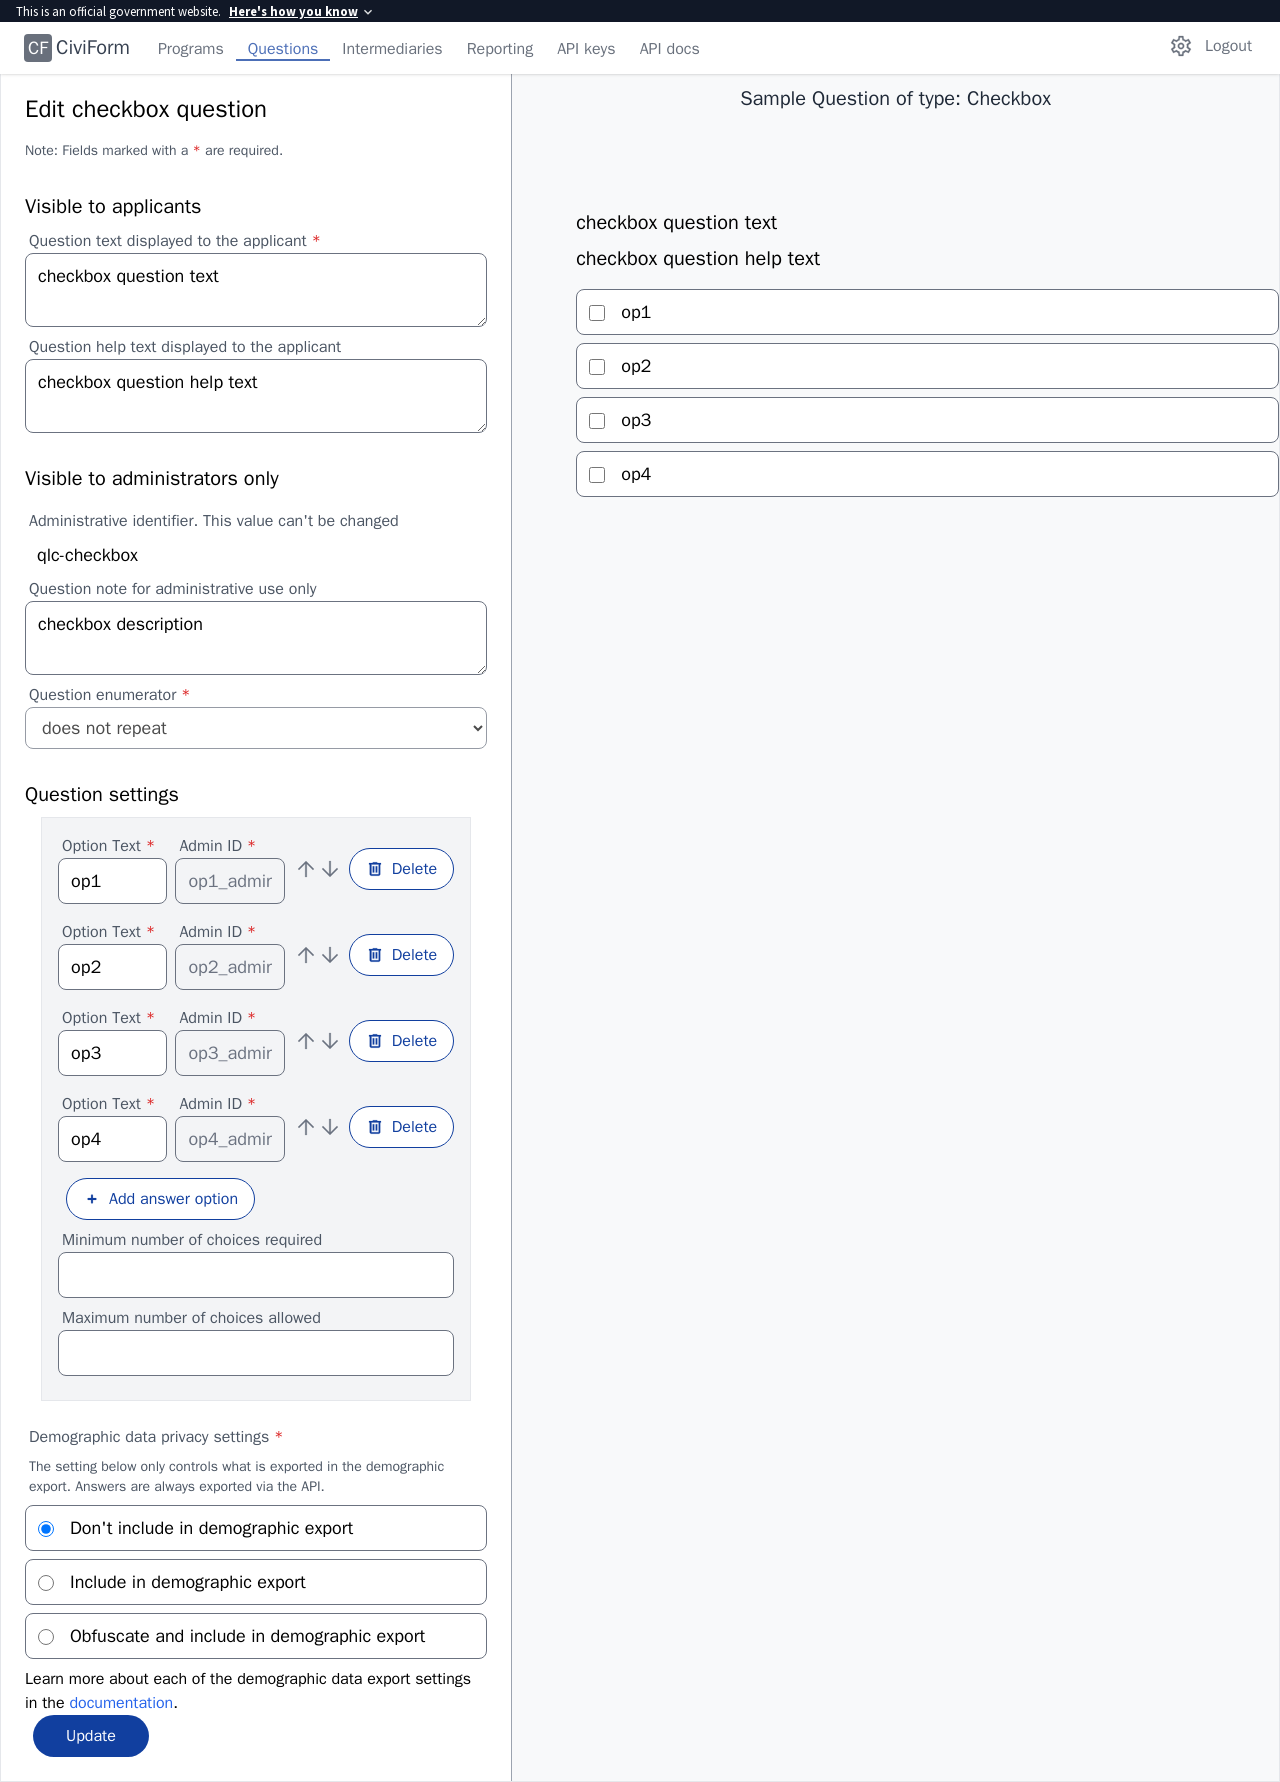 This is an official government website. Here's how you know
CF CiviForm Programs Questions Intermediaries Reporting API keys API docs Logout
Edit checkbox question
Note: Fields marked with a * are required.
Visible to applicants
Question text displayed to the applicant *
checkbox question text
Question help text displayed to the applicant
checkbox question help text
Visible to administrators only
Administrative identifier. This value can't be changed
qlc-checkbox
Question note for administrative use only
checkbox description
Question enumerator *
does not repeat
Question settings
Option Text * Admin ID *
op1 op1_admin Delete
Option Text * Admin ID *
op2 op2_admin Delete
Option Text * Admin ID *
op3 op3_admin Delete
Option Text * Admin ID *
op4 op4_admin Delete
+ Add answer option
Minimum number of choices required
Maximum number of choices allowed
Demographic data privacy settings *
The setting below only controls what is exported in the demographic
export. Answers are always exported via the API.
Don't include in demographic export
Include in demographic export
Obfuscate and include in demographic export
Learn more about each of the demographic data export settings
in the documentation.
Update
Sample Question of type: Checkbox
checkbox question text
checkbox question help text
op1
op2
op3
op4